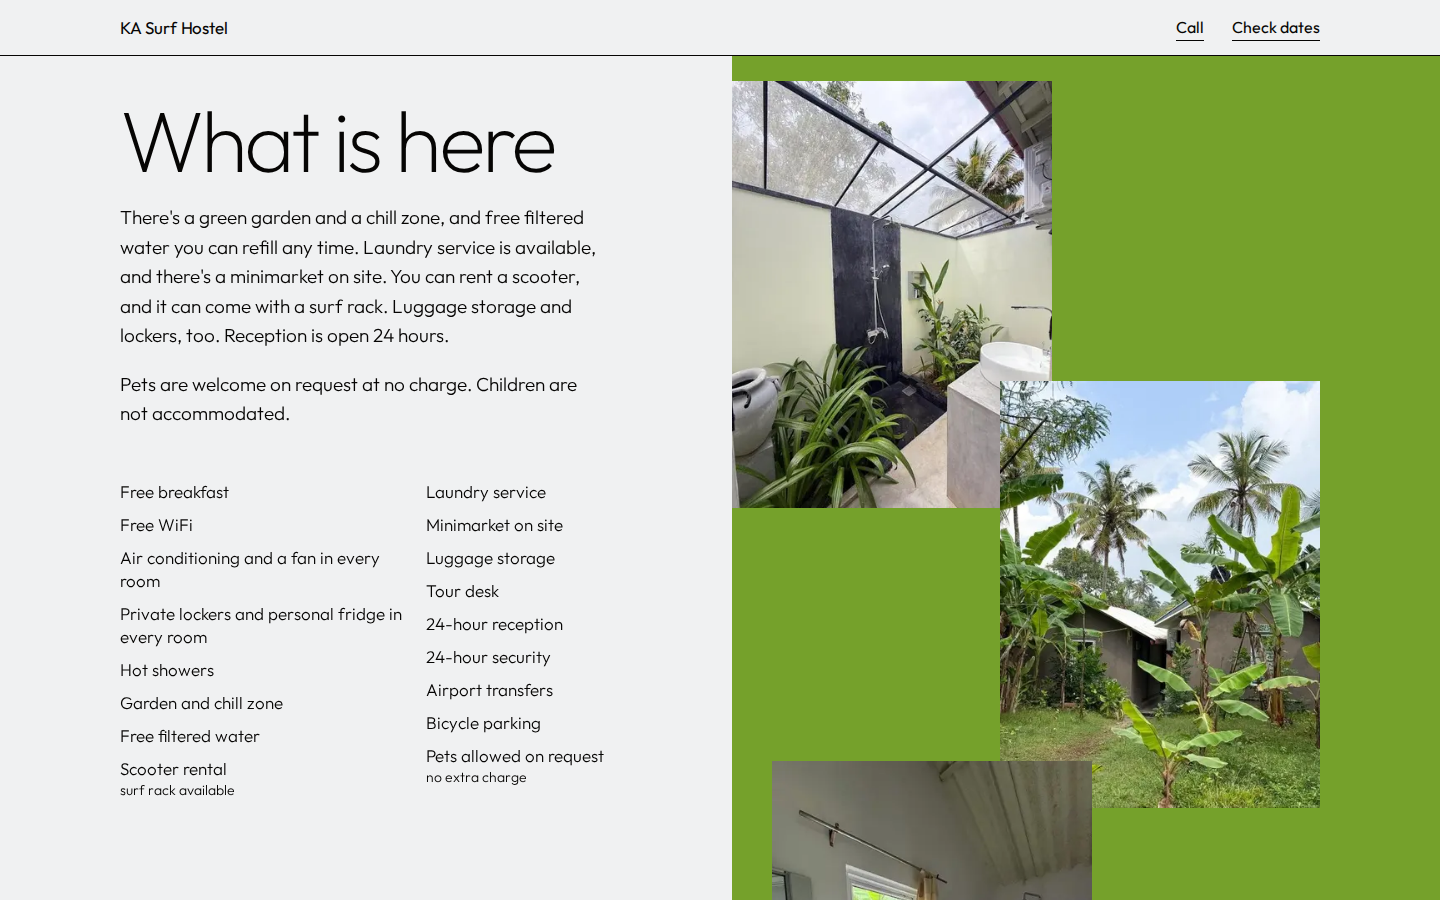 KA Surf Hostel
Call
Check dates
What is here
There's a green garden and a chill zone, and free filtered
water you can refill any time. Laundry service is available,
and there's a minimarket on site. You can rent a scooter,
and it can come with a surf rack. Luggage storage and
lockers, too. Reception is open 24 hours.
Pets are welcome on request at no charge. Children are
not accommodated.
Free breakfast
Free WiFi
Air conditioning and a fan in every
room
Private lockers and personal fridge in
every room
Hot showers
Garden and chill zone
Free filtered water
Scooter rental
surf rack available
Laundry service
Minimarket on site
Luggage storage
Tour desk
24-hour reception
24-hour security
Airport transfers
Bicycle parking
Pets allowed on request
no extra charge